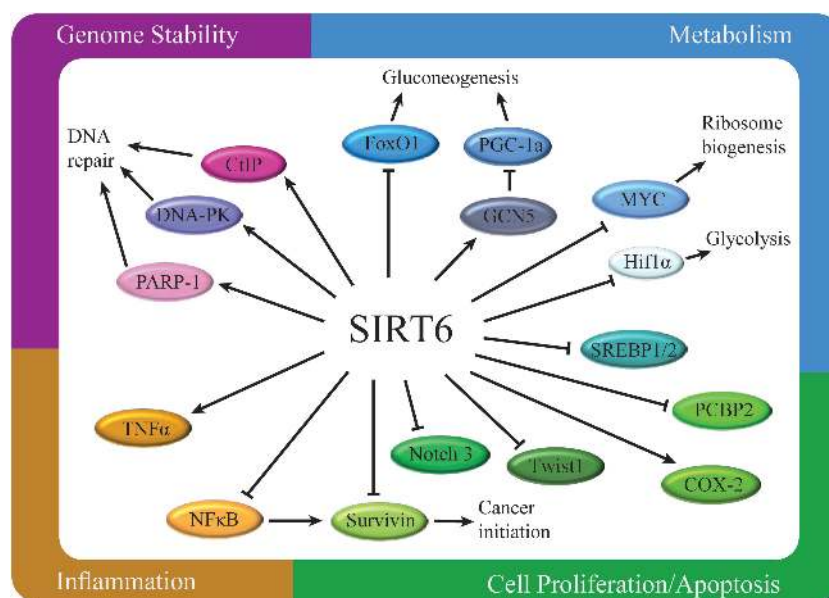 Genome Stability
Metabolism
Gluconeogenesis
DNA
repair
CtIP
FoxO1
PGC-1a
Ribosome
biogenesis
DNA-PK
GCN5
MYC
PARP-1
Hif1α
Glycolysis
SIRT6
SREBP1/2
TNFα
PCBP2
Notch 3
Twist1
COX-2
NFκB
Survivin
Cancer
initiation
Inflammation
Cell Proliferation/Apoptosis